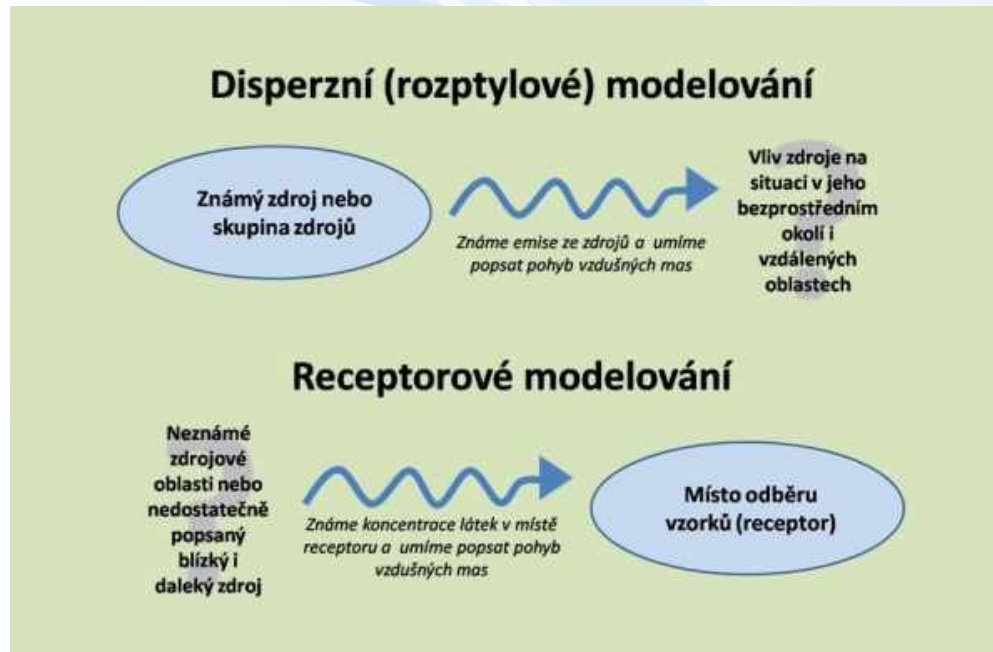 Disperzní (rozptylové) modelování
Známý zdroj nebo
skupina zdrojů
Známe emise ze zdrojů a umíme
popsat pohyb vzdušných mas
Vliv zdroje na
situaci v jeho
bezprostředním
okolí i
vzdálených
oblastech
Receptorové modelování
Neznámé
zdrojové
oblasti nebo
nedostatečně
popsaný
blízký i
daleký zdroj
Známe koncentrace látek v místě
receptoru a umíme popsat pohyb
vzdušných mas
Místo odběru
vzorků (receptor)